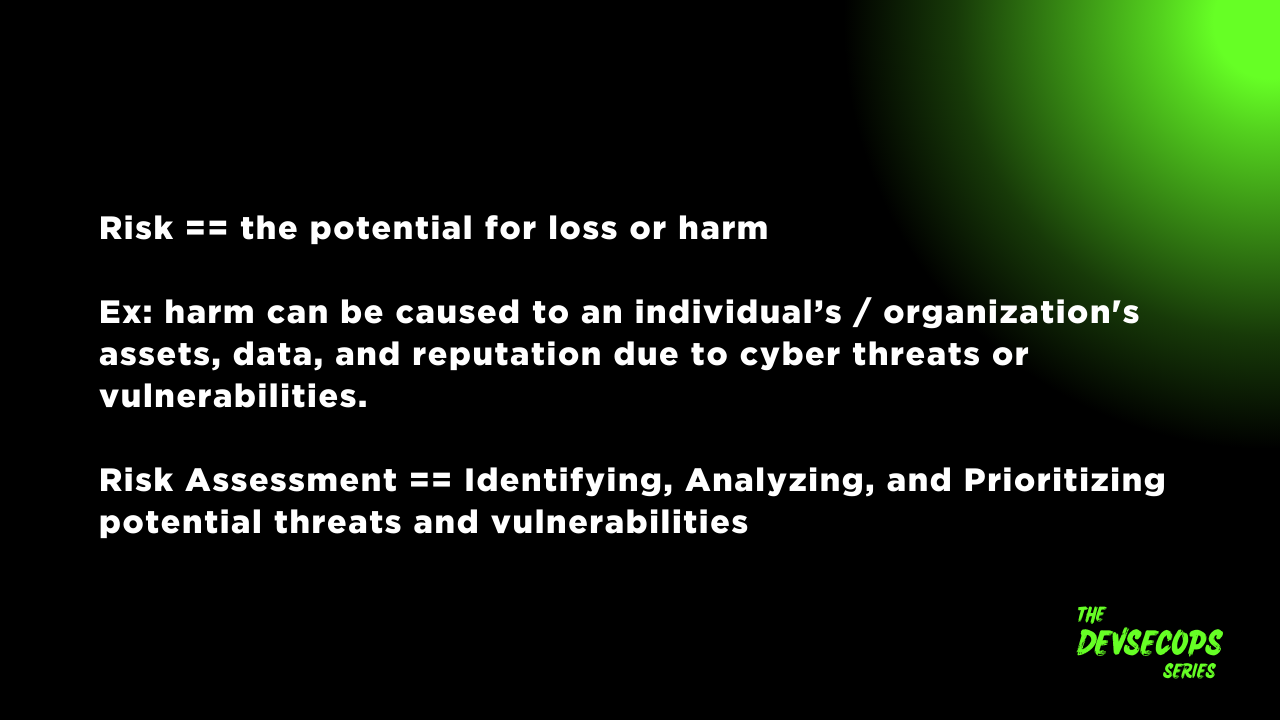 Risk == the potential for loss or harm
Ex: harm can be caused to an individual’s / organization's
assets, data, and reputation due to cyber threats or
vulnerabilities.
Risk Assessment == Identifying, Analyzing, and Prioritizing
potential threats and vulnerabilities
THE
DEVSECOPS
SERIES